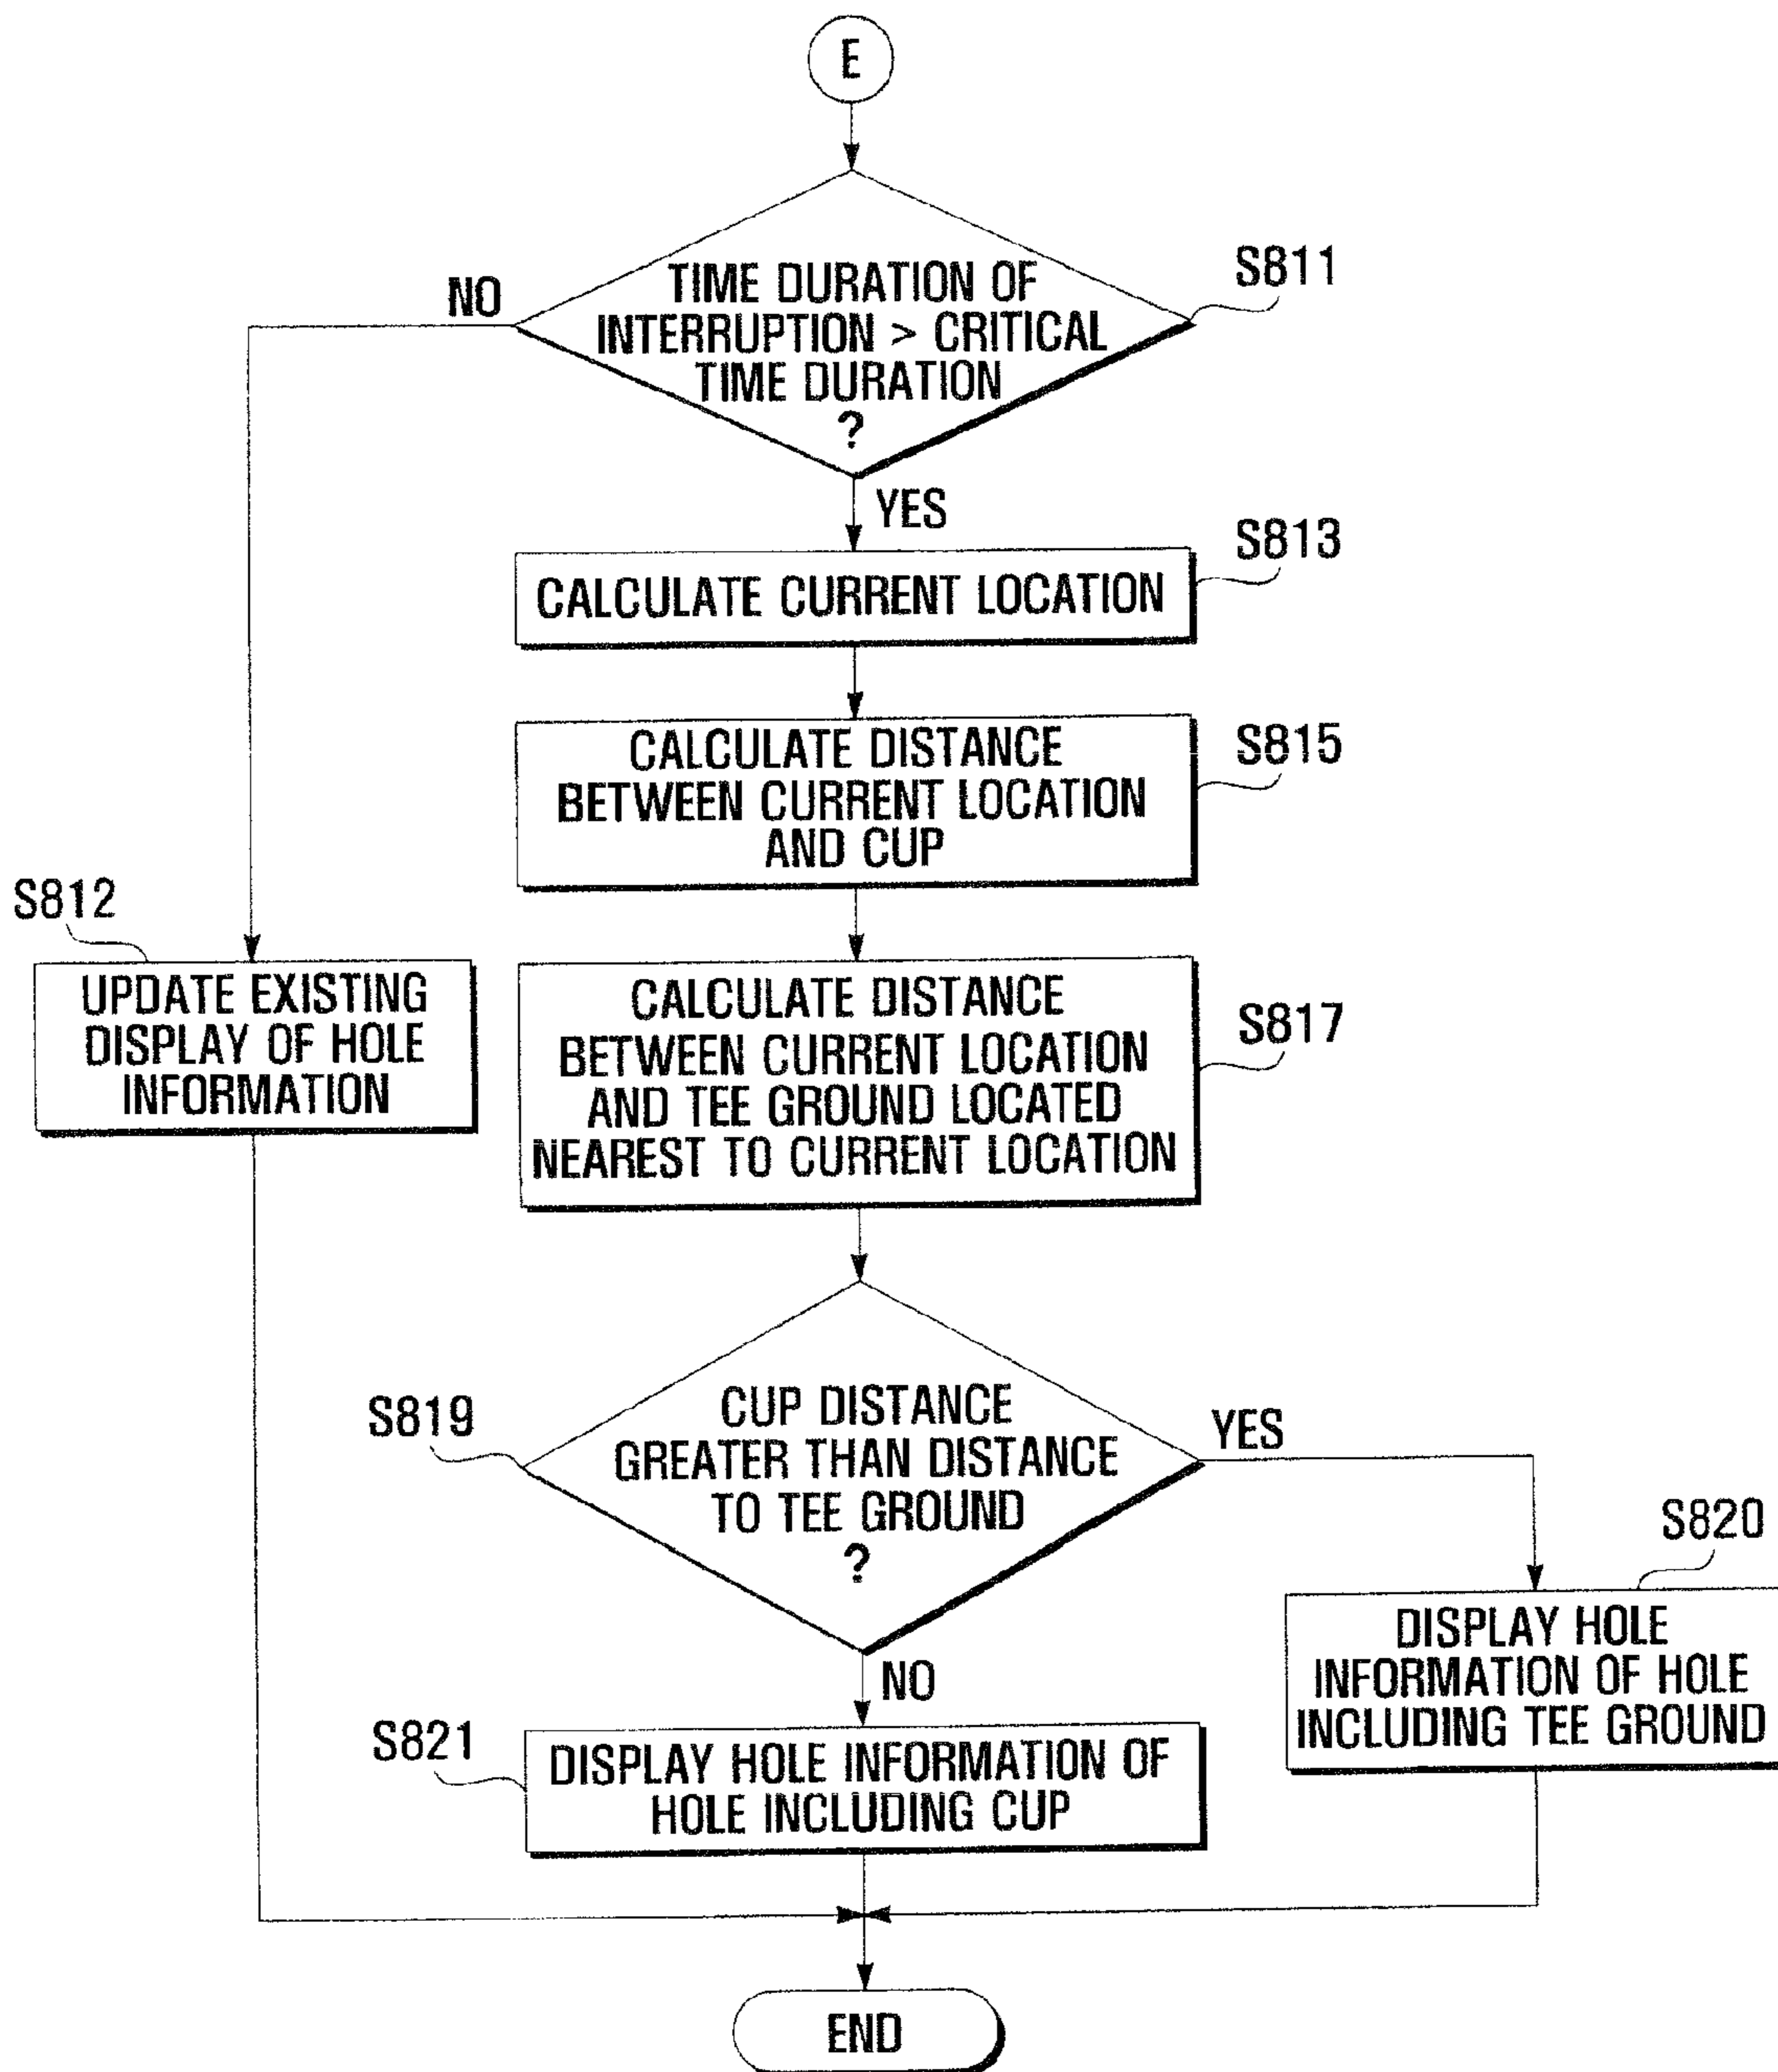 E
TIME DURATION OF
INTERRUPTION > CRITICAL
TIME DURATION
?
S811
NO
YES
CALCULATE CURRENT LOCATION
S813
CALCULATE DISTANCE
BETWEEN CURRENT LOCATION
AND CUP
S815
S812
UPDATE EXISTING
DISPLAY OF HOLE
INFORMATION
CALCULATE DISTANCE
BETWEEN CURRENT LOCATION
AND TEE GROUND LOCATED
NEAREST TO CURRENT LOCATION
S817
S819
CUP DISTANCE
GREATER THAN DISTANCE
TO TEE GROUND
?
YES
NO
S820
DISPLAY HOLE
INFORMATION OF HOLE
INCLUDING TEE GROUND
S821
DISPLAY HOLE INFORMATION OF
HOLE INCLUDING CUP
END